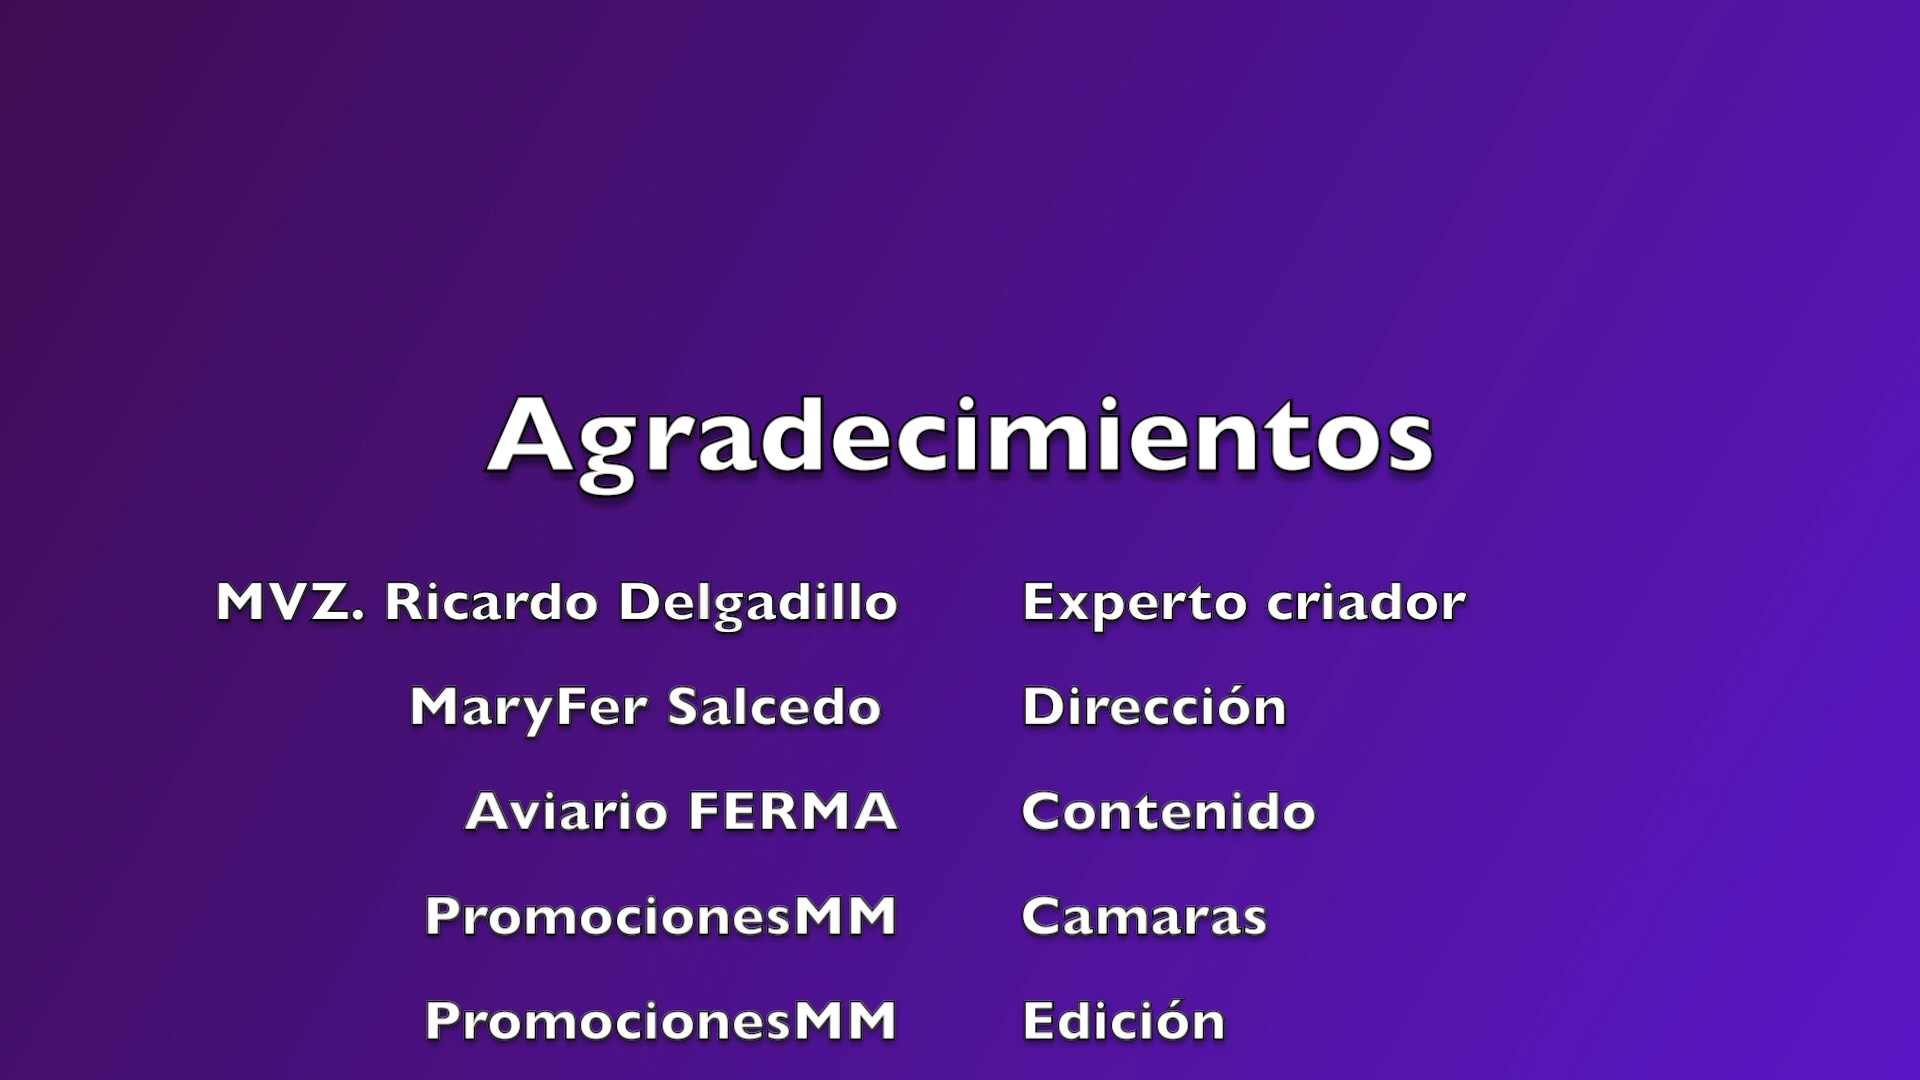 Agradecimientos
MVZ. Ricardo Delgadillo Experto criador
MaryFer Salcedo Dirección
Aviario FERMA Contenido
PromocionesMM Camaras
PromocionesMM Edición